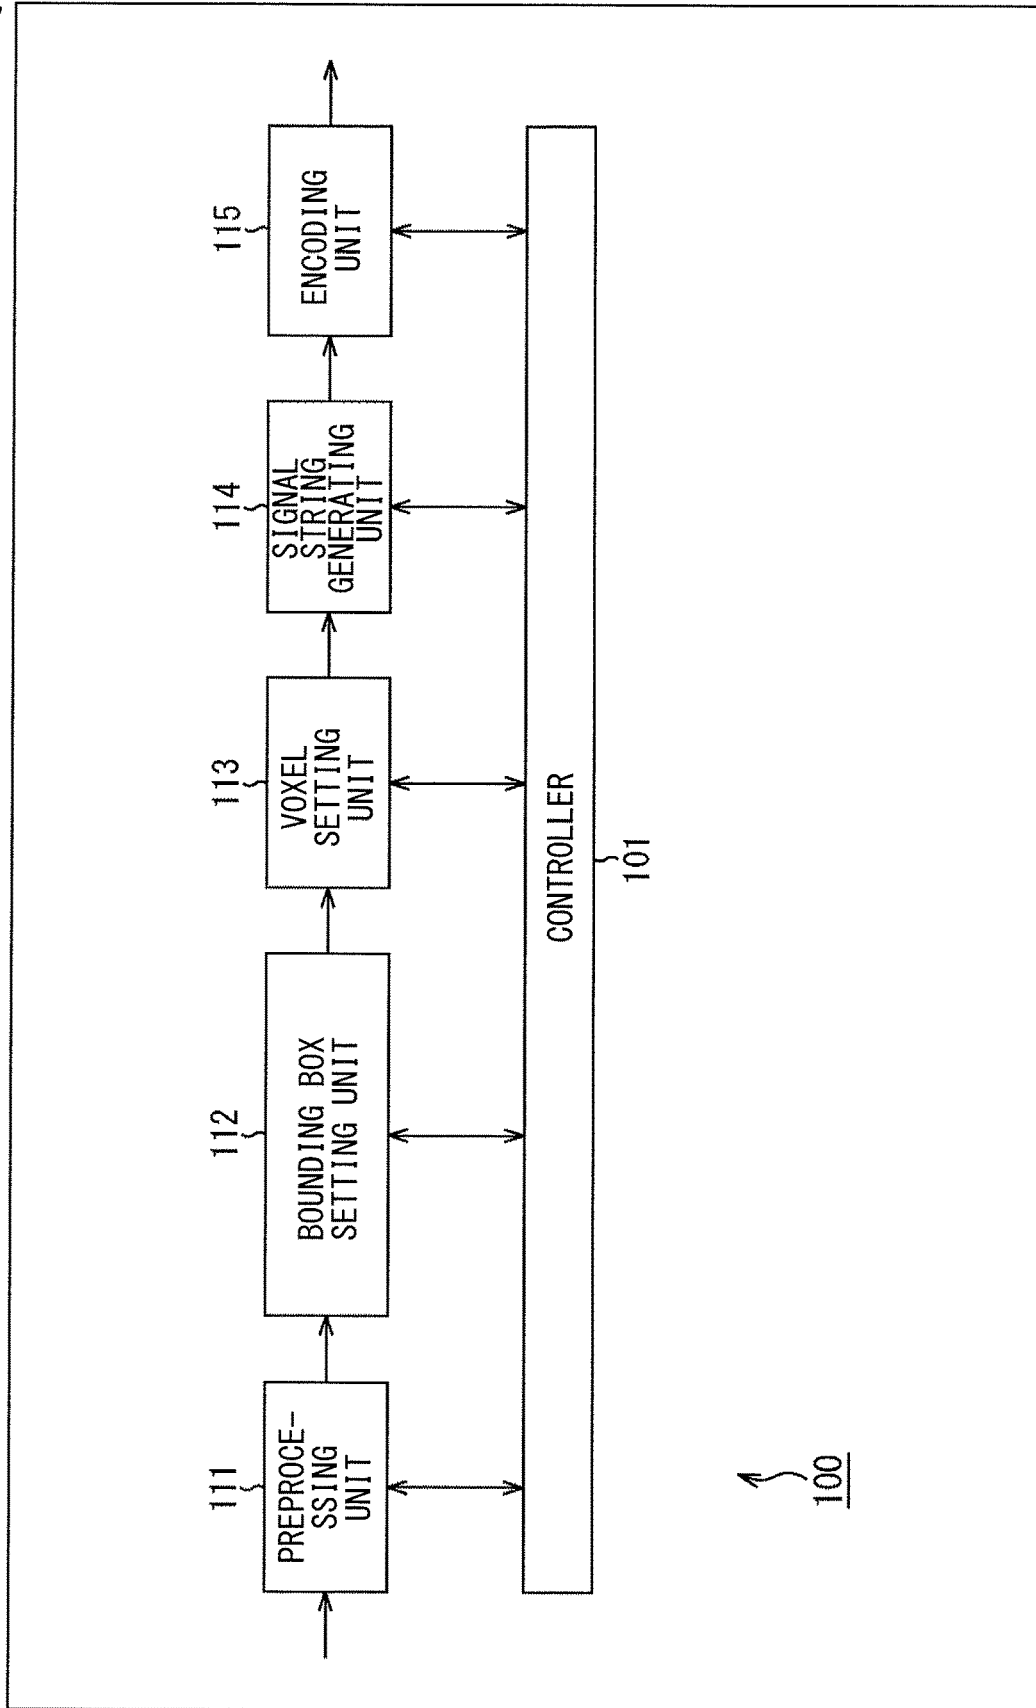 111
PREPROCE-
SSING
UNIT
112
BOUNDING BOX
SETTING UNIT
113
VOXEL
SETTING
UNIT
114
SIGNAL
STRING
GENERATING
UNIT
115
ENCODING
UNIT
CONTROLLER
101
100